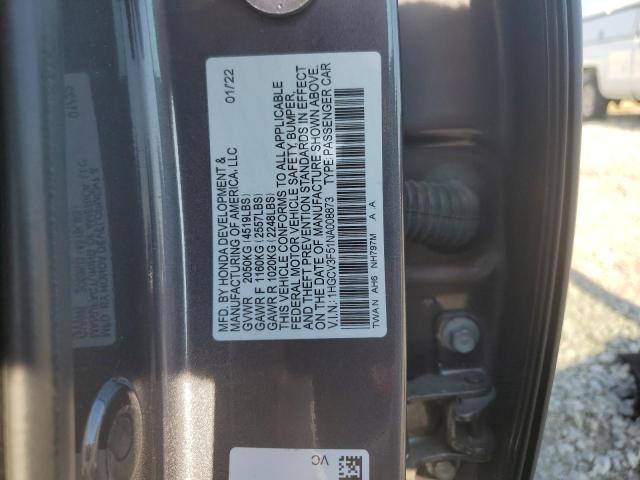 MFD. BY HONDA DEVELOPMENT &
MANUFACTURING OF AMERICA, LLC 01/22
GVWR 2050KG (4519LBS)
GAWR F 1160KG (2557LBS)
GAWR R 1020KG (2248LBS)
THIS VEHICLE CONFORMS TO ALL APPLICABLE
FEDERAL MOTOR VEHICLE SAFETY, BUMPER,
AND THEFT PREVENTION STANDARDS IN EFFECT
ON THE DATE OF MANUFACTURE SHOWN ABOVE.
V.I.N: 1HGCV3F51NA008873 TYPE:PASSENGER CAR
TWA N AH6 NH797M A A
VC